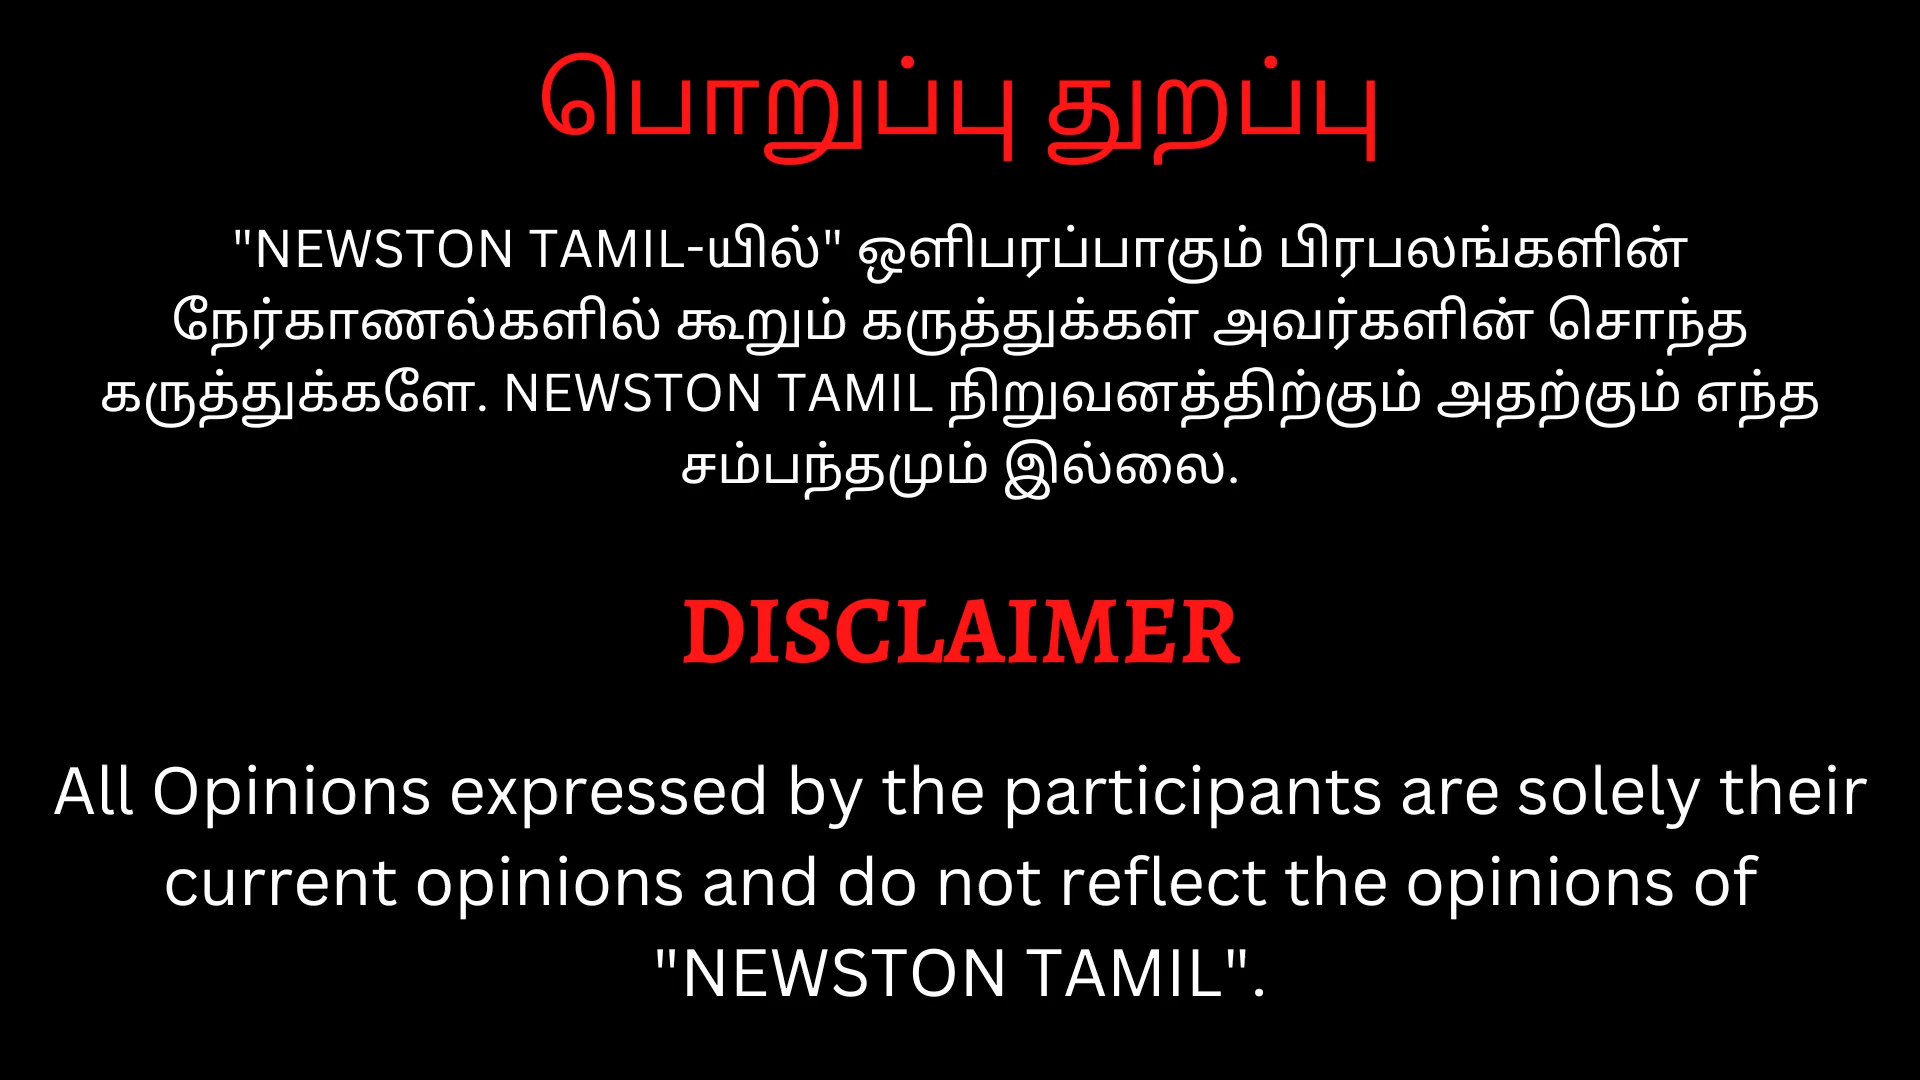 பொறுப்பு துறப்பு
"NEWSTON TAMIL-யில்" ஒளிபரப்பாகும் பிரபலங்களின்
நேர்காணல்களில் கூறும் கருத்துக்கள் அவர்களின் சொந்த
கருத்துக்களே. NEWSTON TAMIL நிறுவனத்திற்கும் அதற்கும் எந்த
சம்பந்தமும் இல்லை.
DISCLAIMER
All Opinions expressed by the participants are solely their
current opinions and do not reflect the opinions of
"NEWSTON TAMIL".